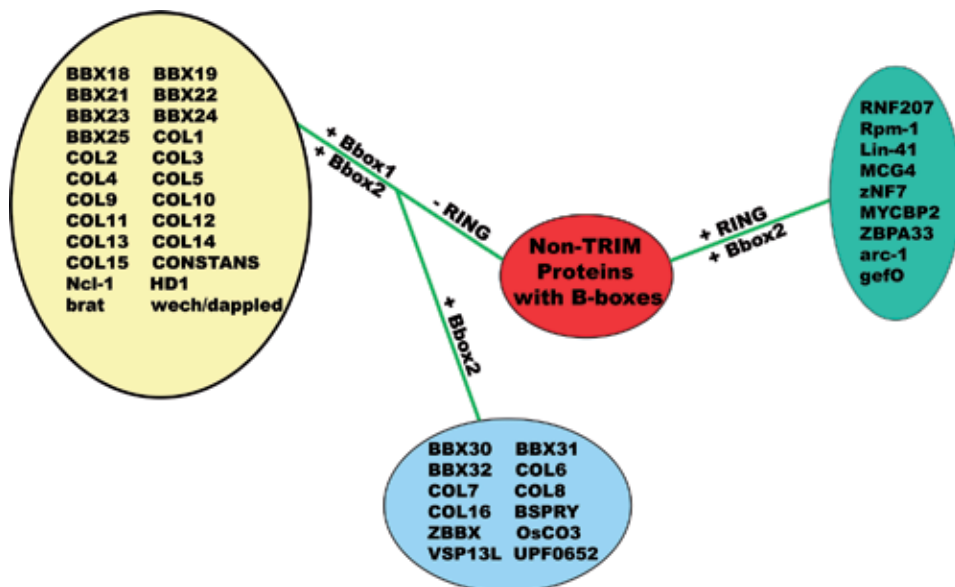 BBX18 BBX19
BBX21 BBX22
BBX23 BBX24
BBX25 COL1
COL2 COL3
COL4 COL5
COL9 COL10
COL11 COL12
COL13 COL14
COL15 CONSTANS
Ncl-1 HD1
brat wech/dappled
+ Bbox1
+ Bbox2
- RING
Non-TRIM
Proteins
with B-boxes
+ RING
+ Bbox2
RNF207
Rpm-1
Lin-41
MCG4
zNF7
MYCBP2
ZBPA33
arc-1
gefO
+ Bbox2
BBX30 BBX31
BBX32 COL6
COL7 COL8
COL16 BSPRY
ZBBX OsCO3
VSP13L UPF0652